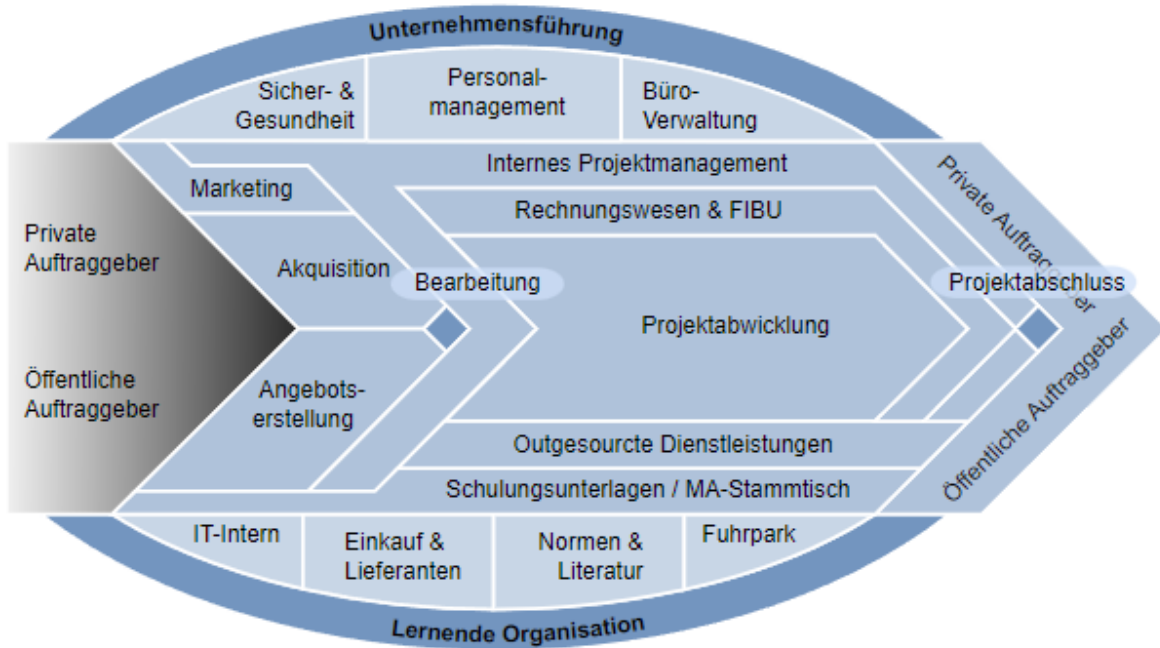 Unternehmensführung
Sicher- &
Gesundheit
Personal-
management
Büro-
Verwaltung
Internes Projektmanagement
Marketing
Rechnungswesen & FIBU
Private
Auftraggeber
Akquisition
Bearbeitung
Projektabwicklung
Projektabschluss
Private Auftraggeber
Öffentliche
Auftraggeber
Angebots-
erstellung
Öffentliche Auftraggeber
Outgesourcte Dienstleistungen
Schulungsunterlagen / MA-Stammtisch
IT-Intern
Einkauf &
Lieferanten
Normen &
Literatur
Fuhrpark
Lernende Organisation